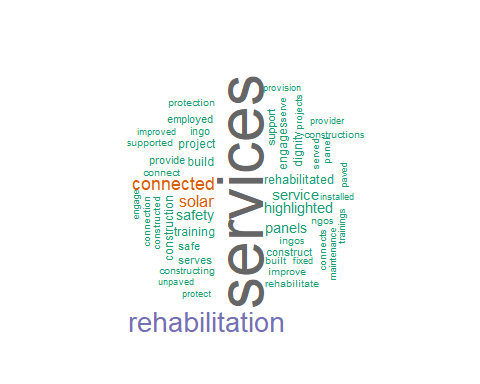 provision
protection
services
employed
support
engages
serve
projects
provider
improved
ingo
constructions
supported
project
dignity
served
panel
provide
build
connect
paved
connected
rehabilitated
engage
solar
service
installed
connection
constructed
construction
safety
highlighted
ngos
training
panels
trainings
safe
ingos
connects
maintenance
serves
construct
built
fixed
constructing
improve
unpaved
rehabilitate
protect
rehabilitation